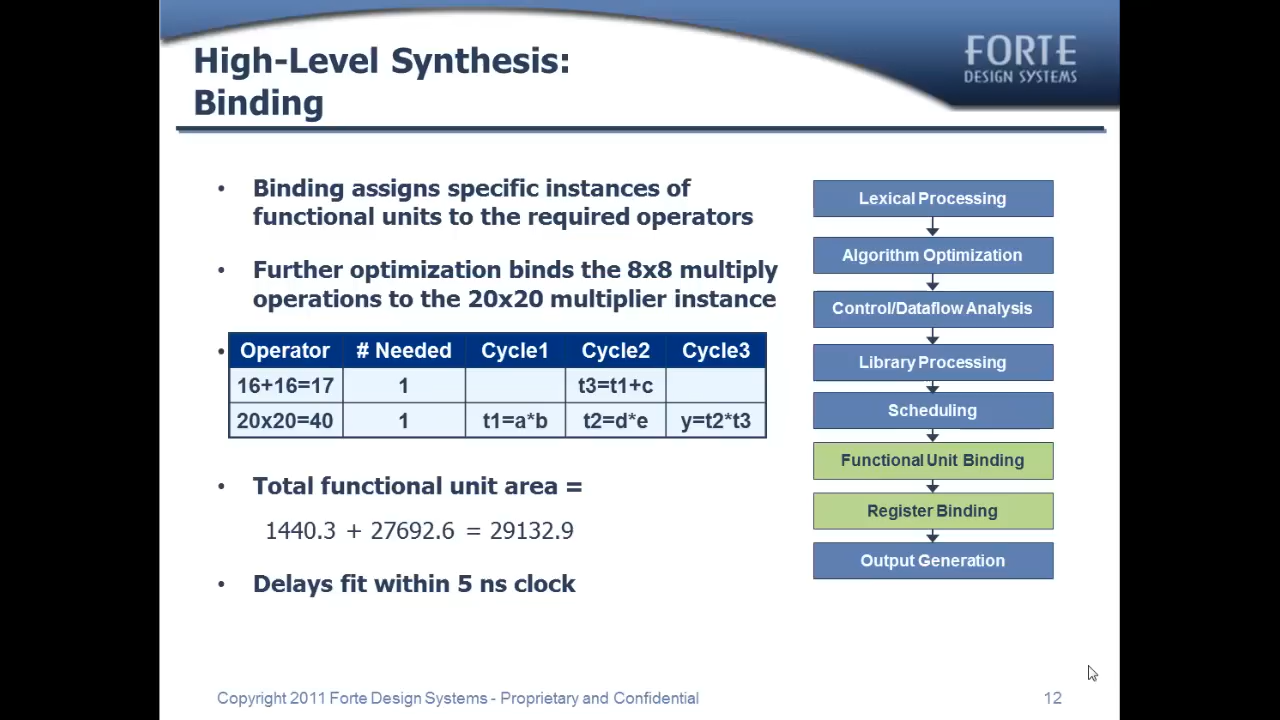 High-Level Synthesis:
Binding
FORTE
DESIGN SYSTEMS
• Binding assigns specific instances of
functional units to the required operators
• Further optimization binds the 8x8 multiply
operations to the 20x20 multiplier instance
• Operator # Needed Cycle1 Cycle2 Cycle3
16+16=17 1 t3=t1+c
20x20=40 1 t1=a*b t2=d*e y=t2*t3
• Total functional unit area =
1440.3 + 27692.6 = 29132.9
• Delays fit within 5 ns clock
Lexical Processing
Algorithm Optimization
Control/Dataflow Analysis
Library Processing
Scheduling
Functional Unit Binding
Register Binding
Output Generation
Copyright 2011 Forte Design Systems - Proprietary and Confidential
12